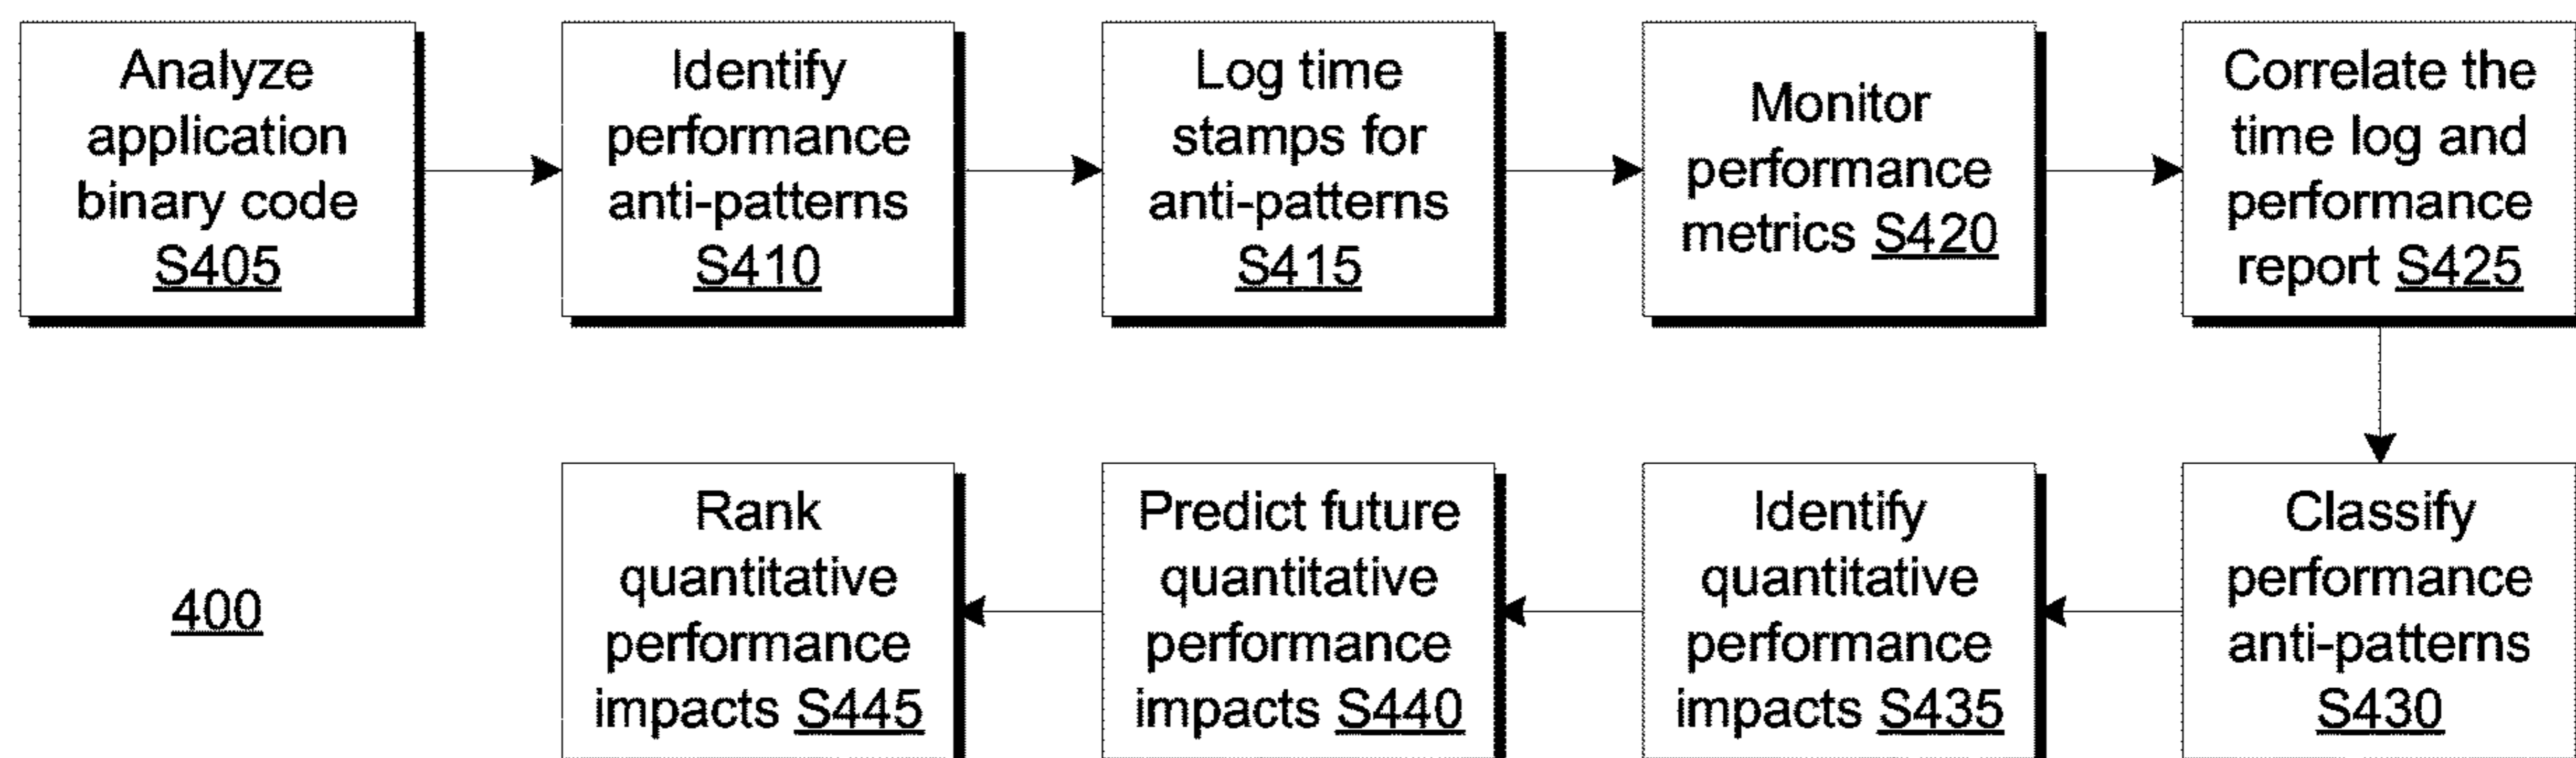 Analyze
application
binary code
S405
Identify
performance
anti-patterns
S410
Log time
stamps for
anti-patterns
S415
Monitor
performance
metrics S420
Correlate the
time log and
performance
report S425
Classify
performance
anti-patterns
S430
Identify
quantitative
performance
impacts S435
Predict future
quantitative
performance
impacts S440
Rank
quantitative
performance
impacts S445
400